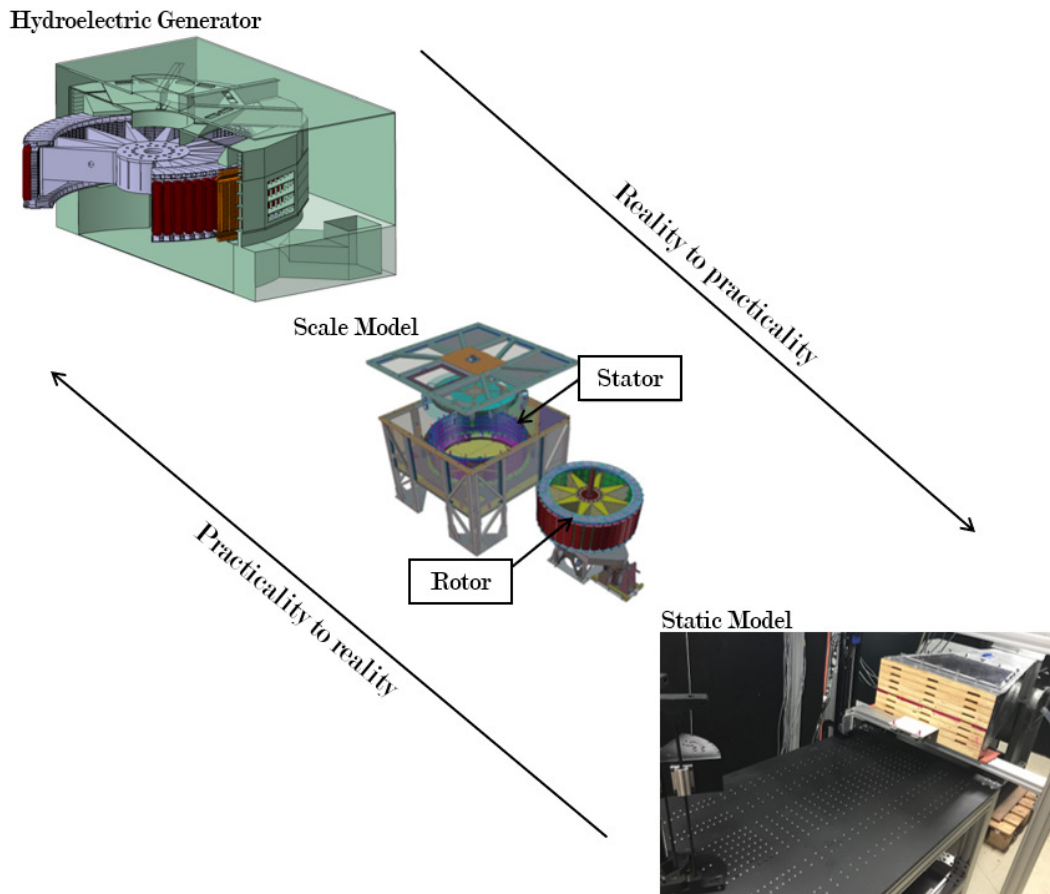 Hydroelectric Generator
Reality to practicality
Scale Model
Stator
Practicality to reality
Rotor
Static Model